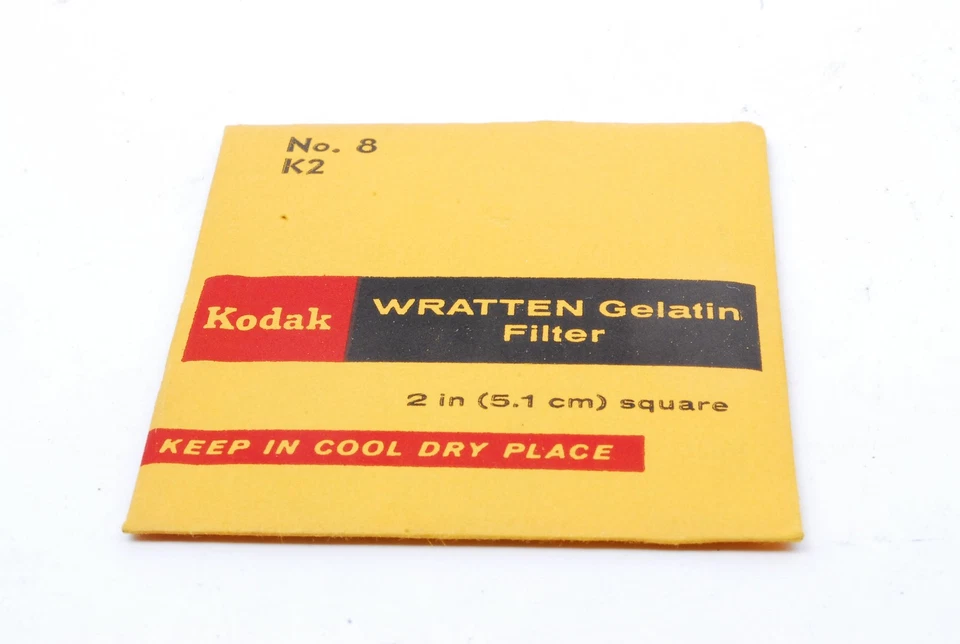 No. 8
K2
Kodak
WRATTEN Gelatin
Filter
2 in (5.1 cm) square
KEEP IN COOL DRY PLACE